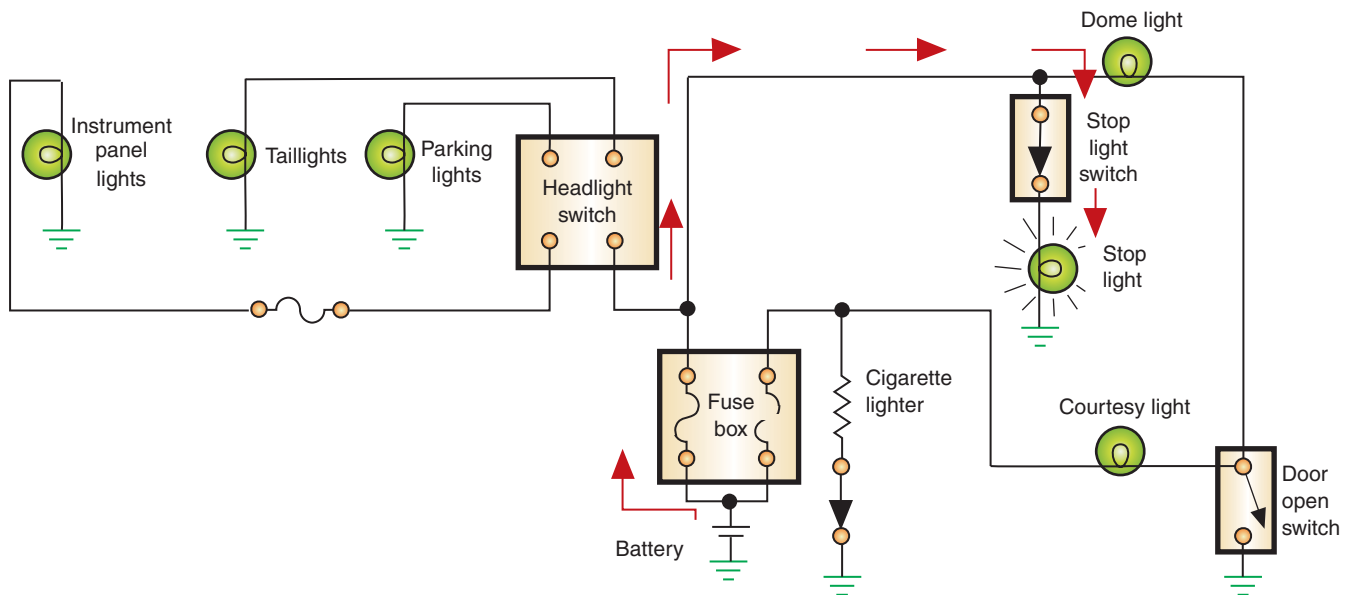 Dome light
Instrument
panel
lights
Taillights
Parking
lights
Headlight
switch
Stop
light
switch
Stop
light
Fuse
box
Cigarette
lighter
Courtesy light
Door
open
switch
Battery